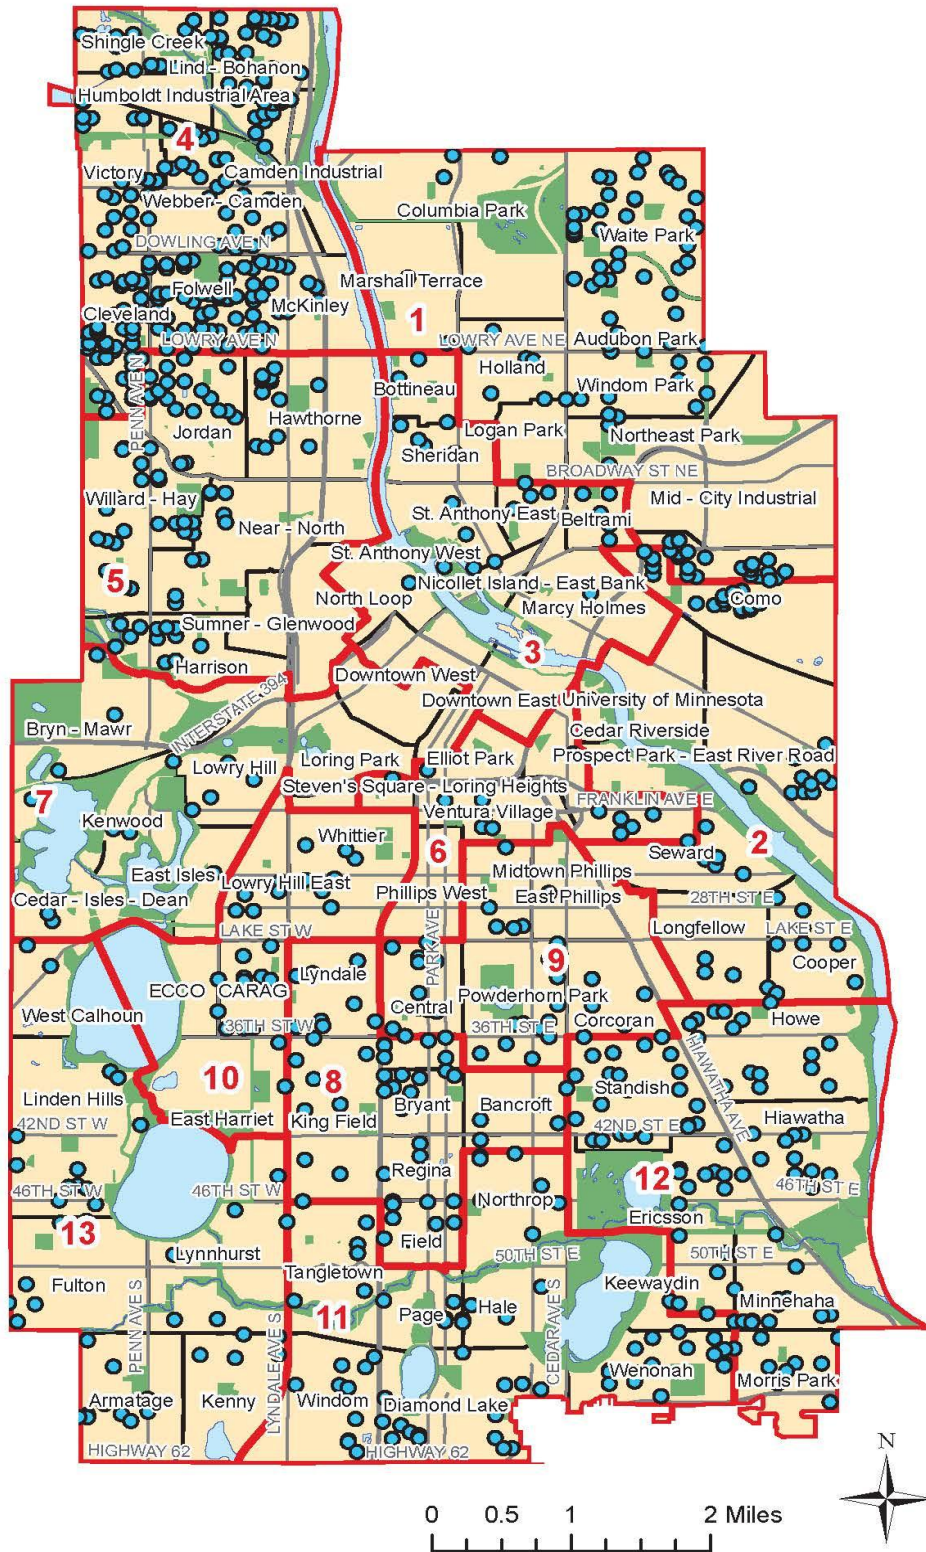 Shingle Creek
Lind - Bohanon
Humboldt Industrial Area
4
Victory
Camden Industrial
Webber - Camden
Columbia Park
Waite Park
DOWLING AVE N
Folwell
Marshall Terrace
McKinley
Cleveland
1
LOWRY AVE N
LOWRY AVE NE
Audubon Park
Holland
PENN AVE N
Bottineau
Windom Park
Hawthorne
Jordan
Logan Park
Northeast Park
Sheridan
BROADWAY ST NE
Willard - Hay
Mid - City Industrial
St. Anthony East
Beltrami
Near - North
St. Anthony West
5
Nicollet Island - East Bank
North Loop
Marcy Holmes
Como
Sumner - Glenwood
3
Harrison
Downtown West
INTERSTATE 394
Downtown East
University of Minnesota
Bryn - Mawr
Cedar Riverside
Loring Park
Elliot Park
Prospect Park - East River Road
Lowry Hill
Steven's Square - Loring Heights
7
FRANKLIN AVE E
Kenwood
Ventura Village
Whittier
6
2
Seward
East Isles
Lowry Hill East
Midtown Phillips
Phillips West
East Phillips
28TH ST E
Cedar - Isles - Dean
LAKE ST W
PARK AVE
Longfellow
LAKE ST E
9
Cooper
Lyndale
ECCO
CARAG
Powderhorn Park
West Calhoun
Central
36TH ST W
36TH ST E
Corcoran
Howe
HIAWATHA AVE
10
8
Standish
Linden Hills
Bryant
Bancroft
42ND ST W
East Harriet
King Field
42ND ST E
Hiawatha
Regina
12
46TH ST W
46TH ST W
Northrop
46TH ST E
13
Ericsson
Field
Lynnhurst
50TH ST E
50TH ST E
Tangletown
Fulton
Keewaydin
PENN AVE S
LYNDALE AVE S
11
Page
Hale
CEDAR AVE S
Minnehaha
Wenonah
Morris Park
Armatage
Kenny
Windom
Diamond Lake
HIGHWAY 62
HIGHWAY 62
N
0 0.5 1 2 Miles